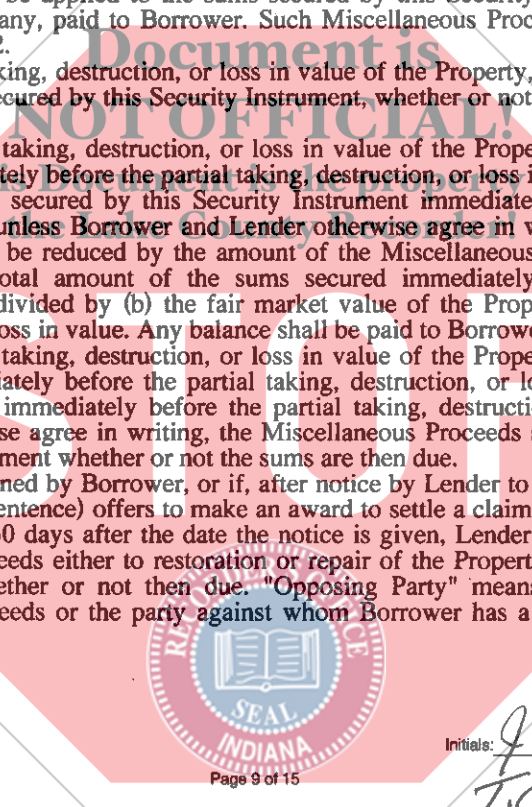 be applied to the sums secured by this Security
any, paid to Borrower. Such Miscellaneous Proc
2.
Document is
king, destruction, or loss in value of the Property,
ecured by this Security Instrument, whether or not
NOT OFFICIAL!
taking, destruction, or loss in value of the Prope
tely before the partial taking, destruction, or loss i
is Document is the property
secured by this Security Instrument immediate
unless Borrower and Lender otherwise agree in w
the Lake County Recorder!
be reduced by the amount of the Miscellaneous
otal amount of the sums secured immediately
divided by (b) the fair market value of the Prop
oss in value. Any balance shall be paid to Borrowe
taking, destruction, or loss in value of the Prope
iately before the partial taking, destruction, or lo
immediately before the partial taking, destructi
se agree in writing, the Miscellaneous Proceeds
ment whether or not the sums are then due.
STOP
ned by Borrower, or if, after notice by Lender to
entence) offers to make an award to settle a claim
0 days after the date the notice is given, Lender
eeds either to restoration or repair of the Propert
ether or not then due. "Opposing Party" means
eeds or the party against whom Borrower has a
RECORDER'S OFFICE
SEAL
INDIANA
Initials:
Page 9 of 15